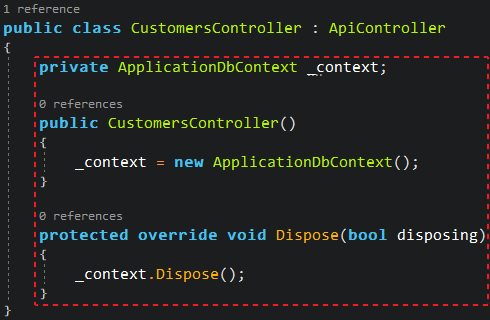 1 reference
public class CustomersController : ApiController
{
private ApplicationDbContext _context;
0 references
public CustomersController()
{
_context = new ApplicationDbContext();
}
0 references
protected override void Dispose(bool disposing)
{
_context.Dispose();
}
}